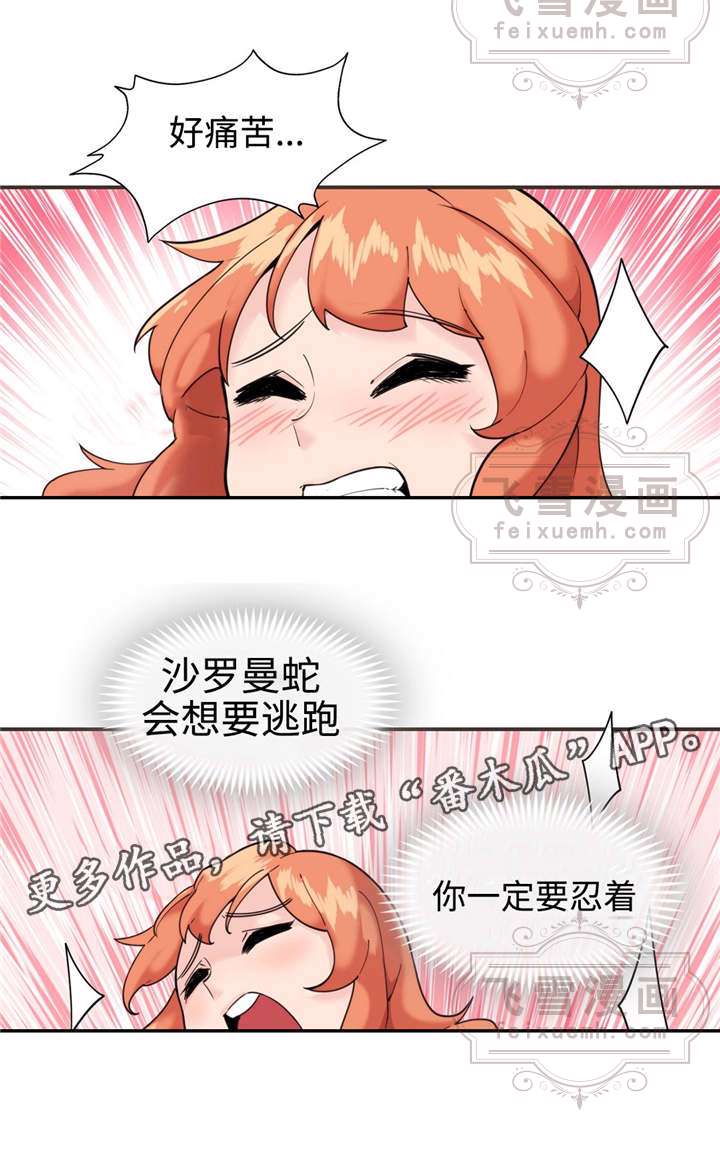 飞雪漫画
feixuemh.com
好痛苦...
飞雪漫画
feixuemh.com
沙罗曼蛇
会想要逃跑
更多作品，请下载“番木瓜”APP。
你一定要忍着
飞雪漫画
feixuemh.com